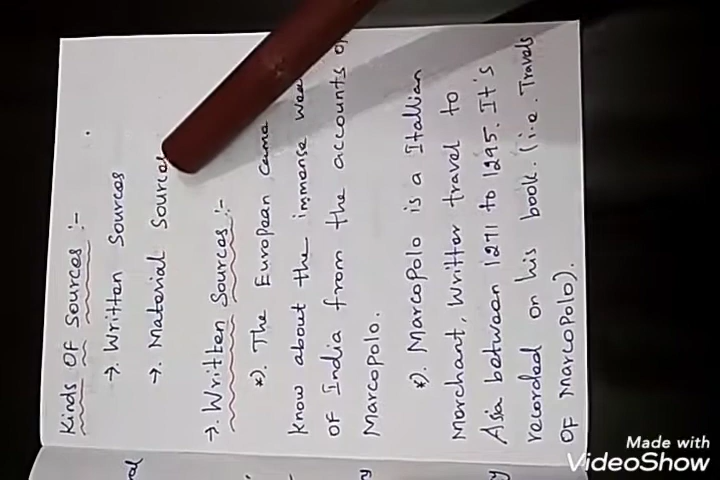 Kinds Of Sources :-
→ Written Sources
→ Material Sources
→ Written Sources :-
*). The European came
Know about the immense
of India from the accounts of
Marcopolo.
*). Marcopolo is a Itallian
Merchant, Writter travel to
Asia between 1271 to 1295. It's
recorded on his book. (i.e. Travels
Of Marcopolo).
Made with
VideoShow